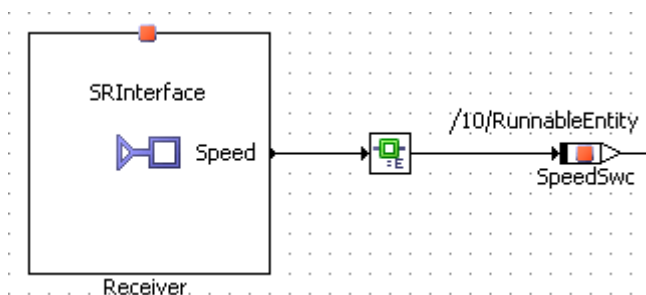 SRInterface
Speed
Receiver
E
/10/RunnableEntity
SpeedSwc